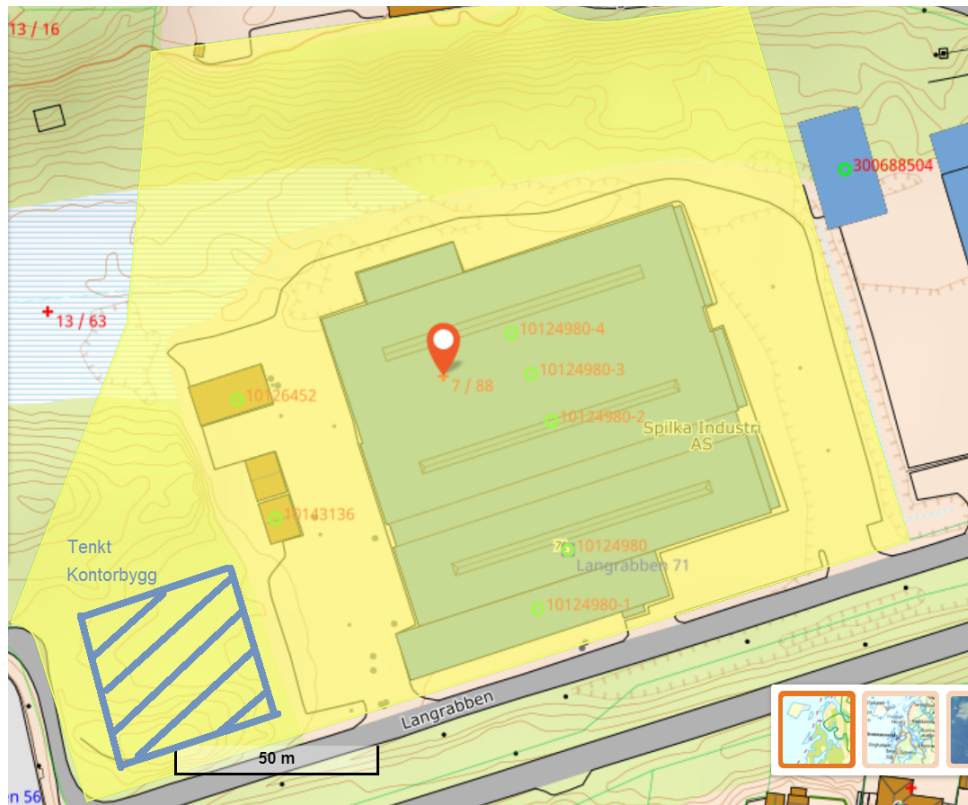 13 / 16
300688504
13 / 63
10124980-4
10124980-3
7 / 88
10126452
10124980-2
Spilka Industri
AS
10143136
10124980
Langrabben 71
Tenkt
Kontorbygg
10124980-1
Langrabben
50 m
en 56